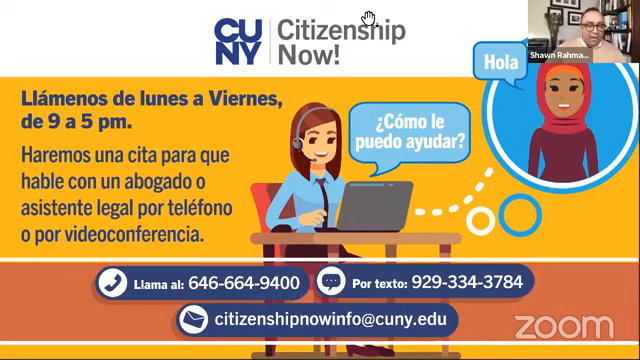 CUNY
Citizenship
Now!
Shawn Rahma...
Hola
Llámenos de lunes a Viernes,
de 9 a 5 pm.
¿Cómo le
puedo ayudar?
Haremos una cita para que
hable con un abogado o
asistente legal por teléfono
o por videoconferencia.
Llama al: 646-664-9400
Por texto: 929-334-3784
citizenshipnowinfo@cuny.edu
zoom